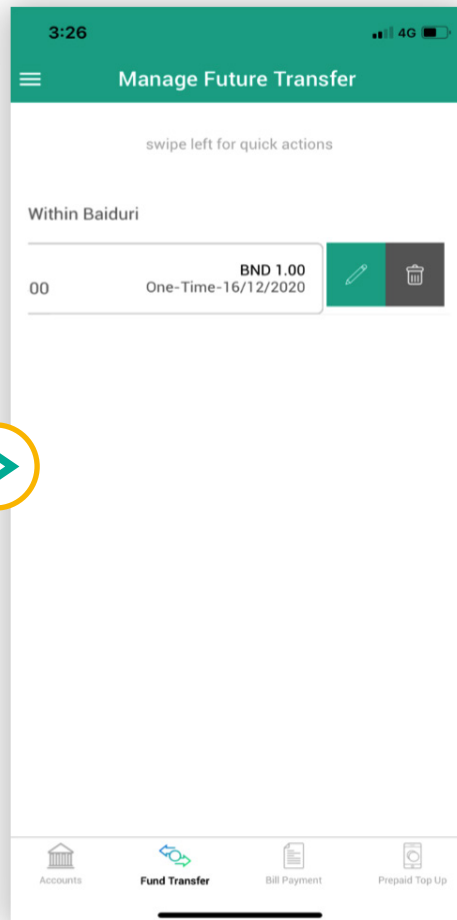 3:26
4G
Manage Future Transfer
swipe left for quick actions
Within Baiduri
BND 1.00
00
One-Time-16/12/2020
Accounts
Fund Transfer
Bill Payment
Prepaid Top Up